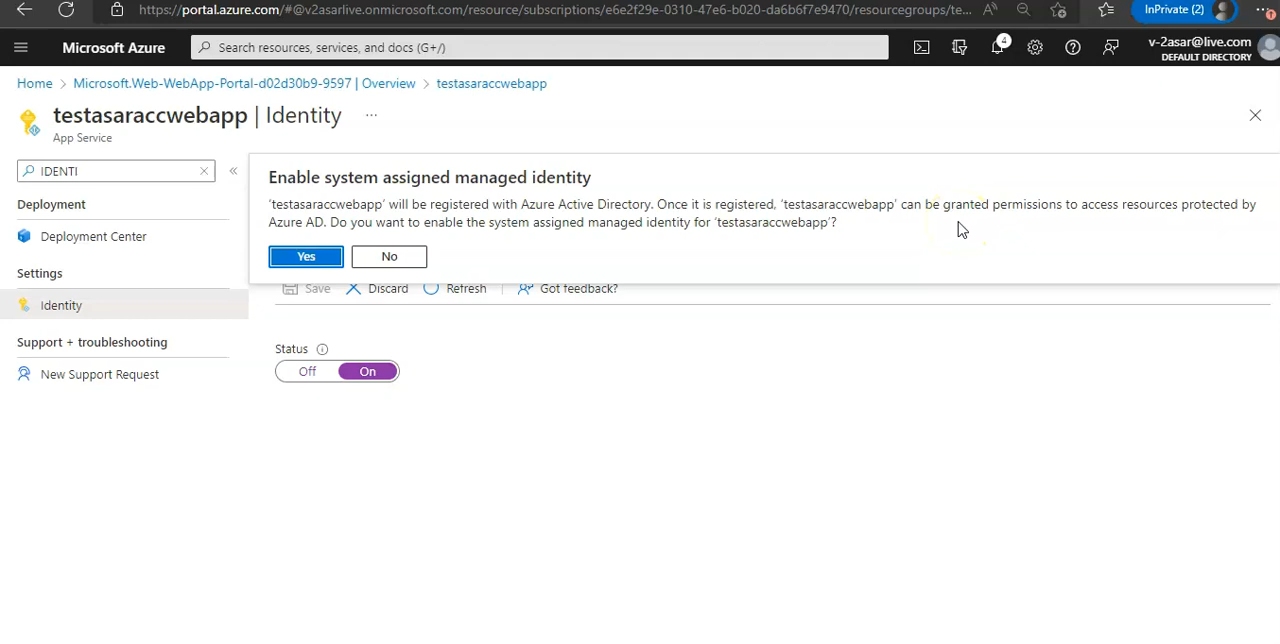 https://portal.azure.com/#@v2asarlive.onmicrosoft.com/resource/subscriptions/e6e2f29e-0310-47e6-b020-da6b6f7e9470/resourcegroups/te...
InPrivate (2)
Microsoft Azure
Search resources, services, and docs (G+/)
4
v-2asar@live.com
DEFAULT DIRECTORY
Home > Microsoft.Web-WebApp-Portal-d02d30b9-9597 | Overview > testasaraccwebapp
testasaraccwebapp | Identity ...
App Service
IDENTI
Deployment
Deployment Center
Settings
Identity
Support + troubleshooting
New Support Request
Enable system assigned managed identity
'testasaraccwebapp' will be registered with Azure Active Directory. Once it is registered, 'testasaraccwebapp' can be granted permissions to access resources protected by
Azure AD. Do you want to enable the system assigned managed identity for 'testasaraccwebapp'?
Yes No
Save Discard Refresh Got feedback?
Status
Off On